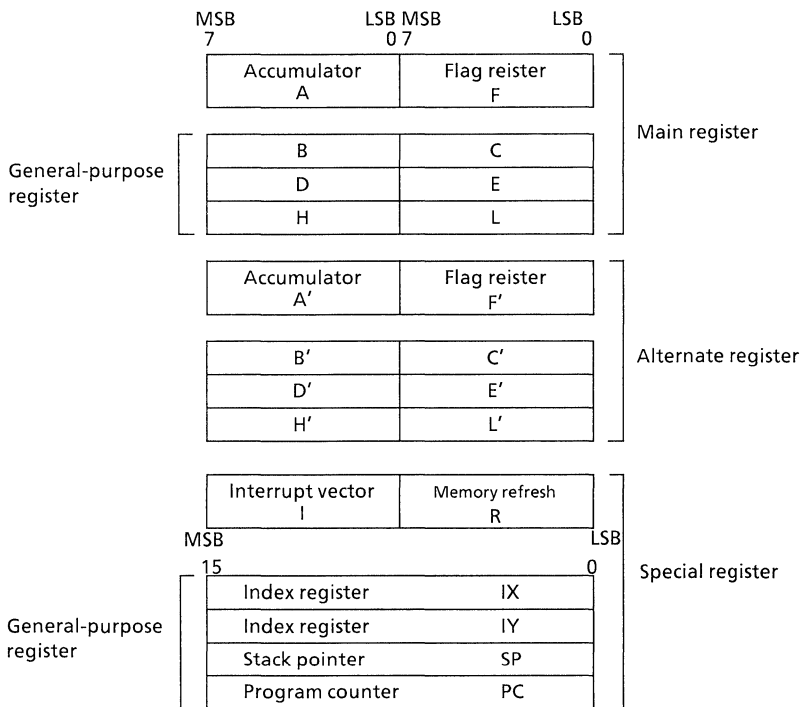 MSB LSB MSB LSB
7 0 7 0
Accumulator Flag reister
A F
Main register
B C
General-purpose
register
D E
H L
Accumulator Flag reister
A′ F′
B′ C′
Alternate register
D′ E′
H′ L′
Interrupt vector Memory refresh
I R
MSB LSB
15 0
Special register
Index register IX
General-purpose
register
Index register IY
Stack pointer SP
Program counter PC